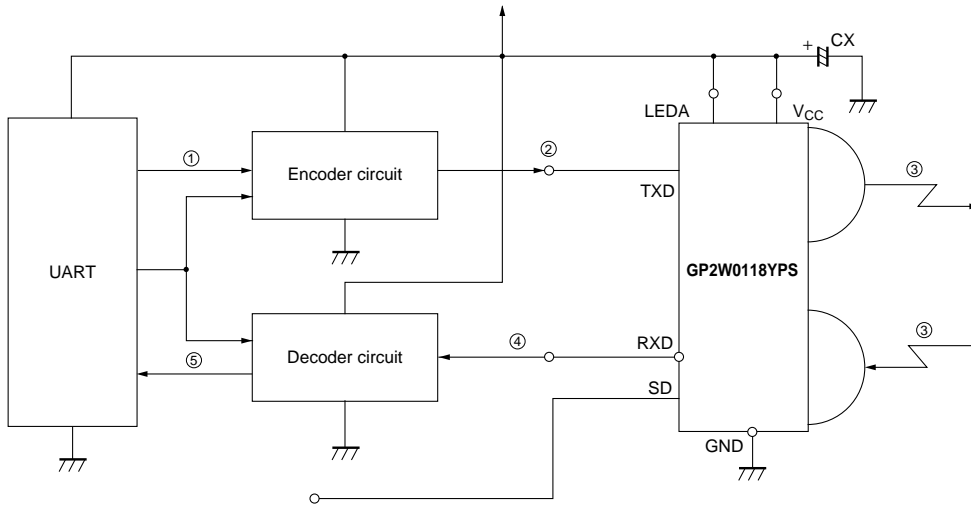 + CX
LEDA VCC
① Encoder circuit ② TXD ③
UART
GP2W0118YPS
⑤ Decoder circuit ④ RXD ③
SD
GND